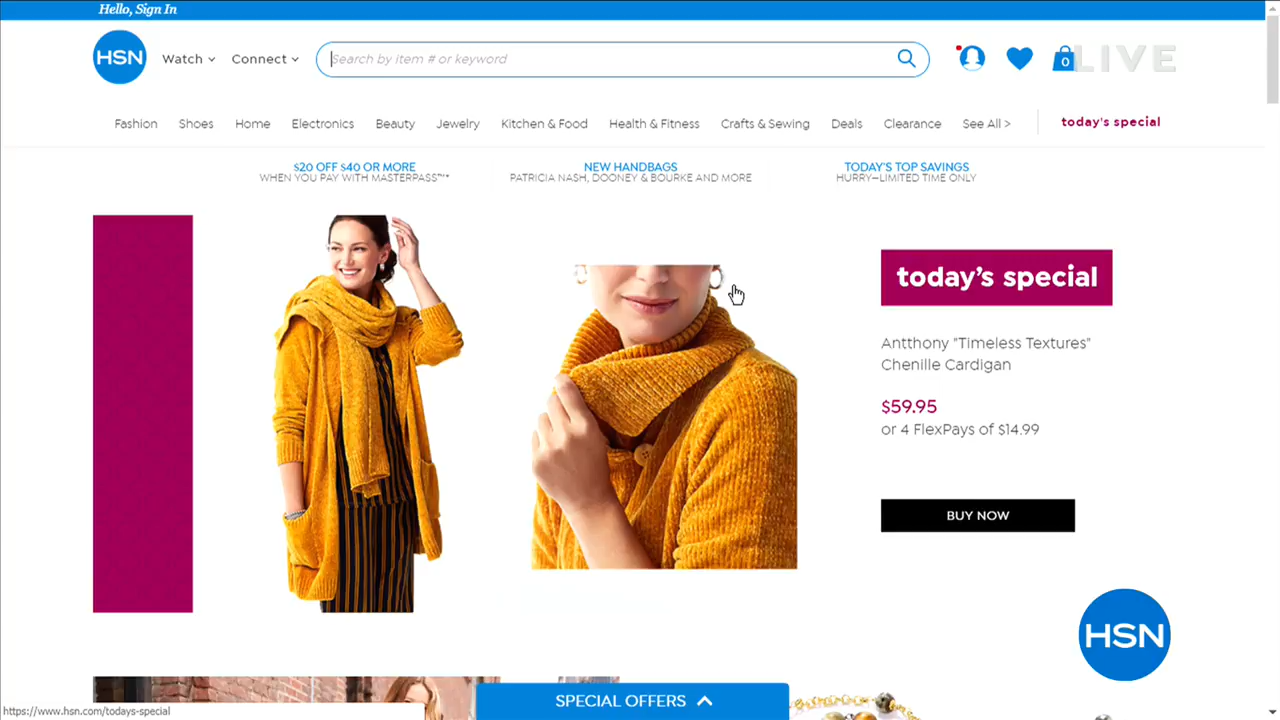 Hello, Sign In
HSN
Watch
Connect
Search by item # or keyword
0
LIVE
Fashion
Shoes
Home
Electronics
Beauty
Jewelry
Kitchen & Food
Health & Fitness
Crafts & Sewing
Deals
Clearance
See All >
today's special
$20 OFF $40 OR MORE
WHEN YOU PAY WITH MASTERPASS™*
NEW HANDBAGS
PATRICIA NASH, DOONEY & BOURKE AND MORE
TODAY'S TOP SAVINGS
HURRY—LIMITED TIME ONLY
today's special
Antthony "Timeless Textures"
Chenille Cardigan
$59.95
or 4 FlexPays of $14.99
BUY NOW
HSN
SPECIAL OFFERS
https://www.hsn.com/todays-special